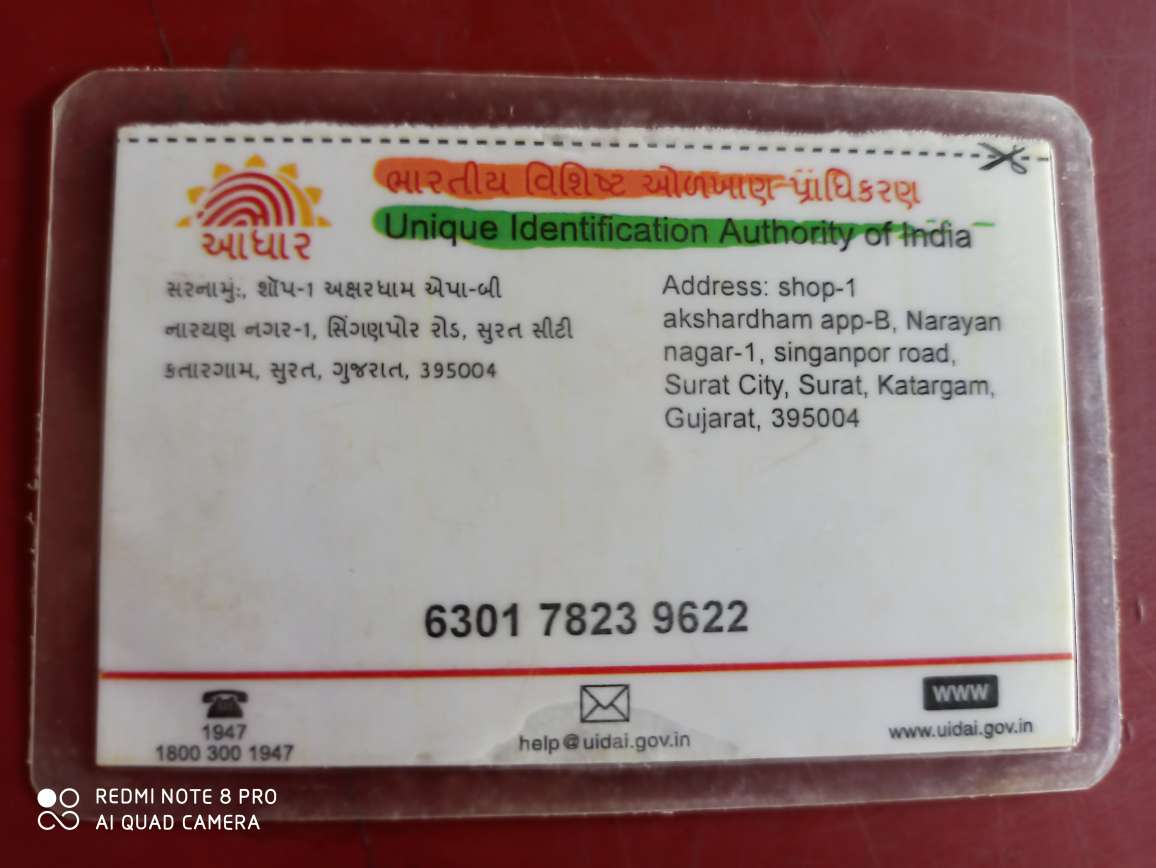 ભારતીય વિશિષ્ટ ઓળખાણ પ્રાધિકરણ
Unique Identification Authority of India
આધાર
સરનામું:, શૉપ-1 અક્ષરધામ એપા-બી
નારયણ નગર-1, સિંગણપોર રોડ, સુરત સીટી
કતારગામ, સુરત, ગુજરાત, 395004
Address: shop-1
akshardham app-B, Narayan
nagar-1, singanpor road,
Surat City, Surat, Katargam,
Gujarat, 395004
6301 7823 9622
1947
1800 300 1947
help@uidai.gov.in
WWW
www.uidai.gov.in
REDMI NOTE 8 PRO
AI QUAD CAMERA